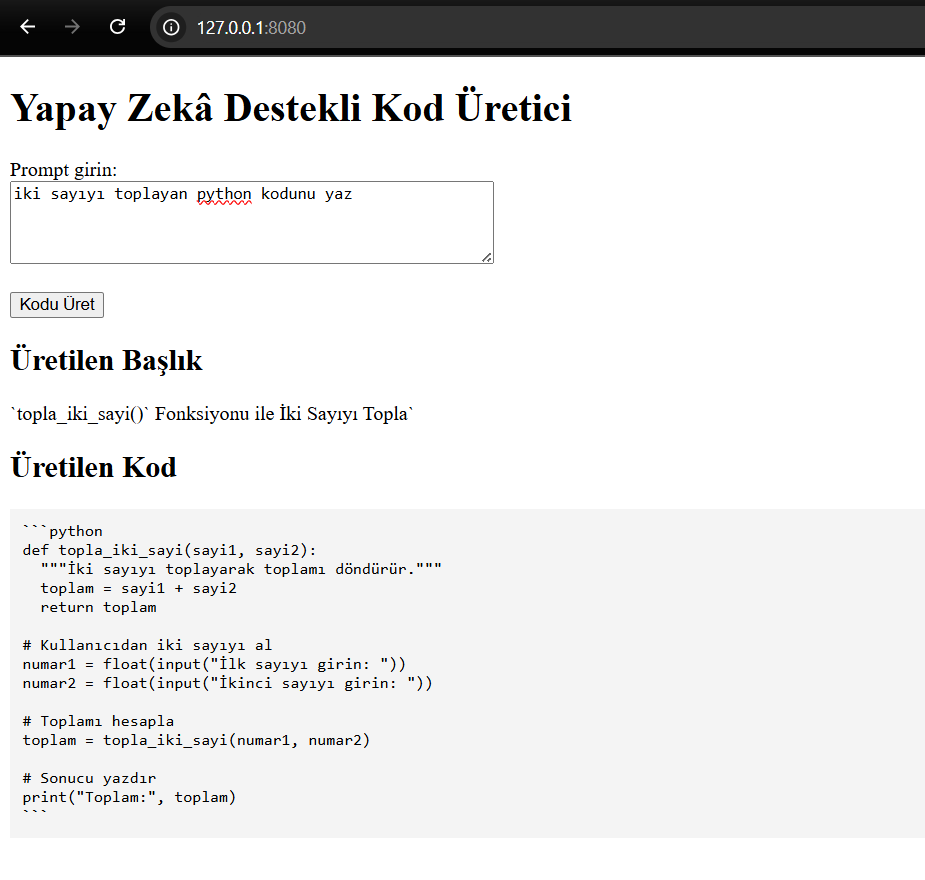 127.0.0.1:8080
Yapay Zekâ Destekli Kod Üretici
Prompt girin:
iki sayıyı toplayan python kodunu yaz
Kodu Üret
Üretilen Başlık
`topla_iki_sayi()` Fonksiyonu ile İki Sayıyı Topla`
Üretilen Kod
```python
def topla_iki_sayi(sayi1, sayi2):
  """İki sayıyı toplayarak toplamı döndürür."""
  toplam = sayi1 + sayi2
  return toplam

# Kullanıcıdan iki sayıyı al
numar1 = float(input("İlk sayıyı girin: "))
numar2 = float(input("İkinci sayıyı girin: "))

# Toplamı hesapla
toplam = topla_iki_sayi(numar1, numar2)

# Sonucu yazdır
print("Toplam:", toplam)
```